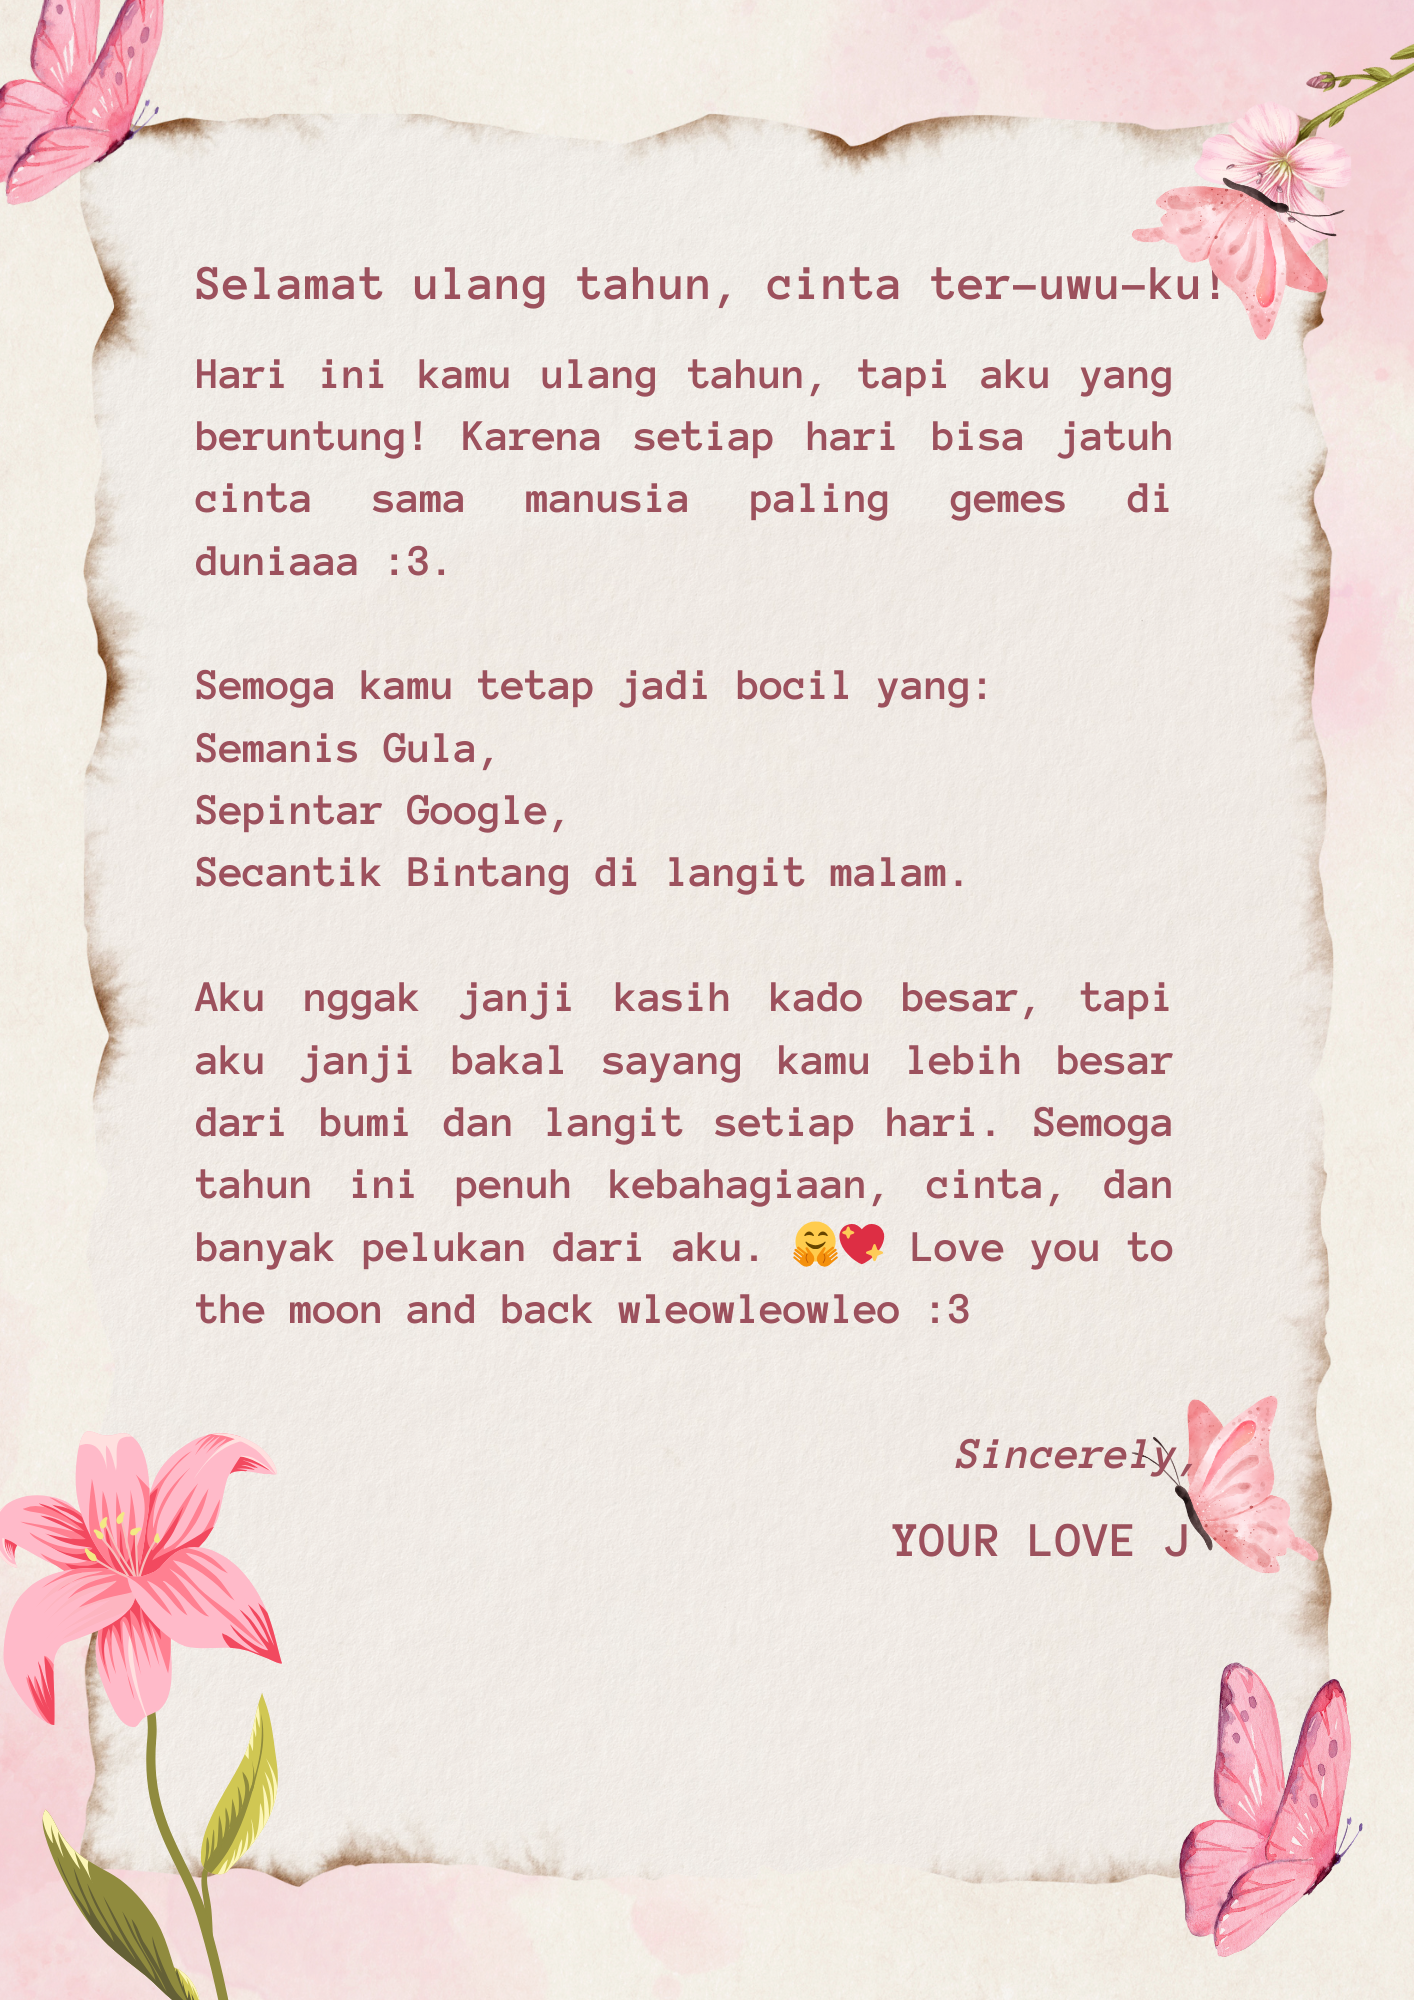 Selamat ulang tahun, cinta ter-uwu-ku!
Hari ini kamu ulang tahun, tapi aku yang
beruntung! Karena setiap hari bisa jatuh
cinta sama manusia paling gemes di
duniaaa :3.
Semoga kamu tetap jadi bocil yang:
Semanis Gula,
Sepintar Google,
Secantik Bintang di langit malam.
Aku nggak janji kasih kado besar, tapi
aku janji bakal sayang kamu lebih besar
dari bumi dan langit setiap hari. Semoga
tahun ini penuh kebahagiaan, cinta, dan
banyak pelukan dari aku. 🤗💖 Love you to
the moon and back wleowleowleo :3
Sincerely,
YOUR LOVE J